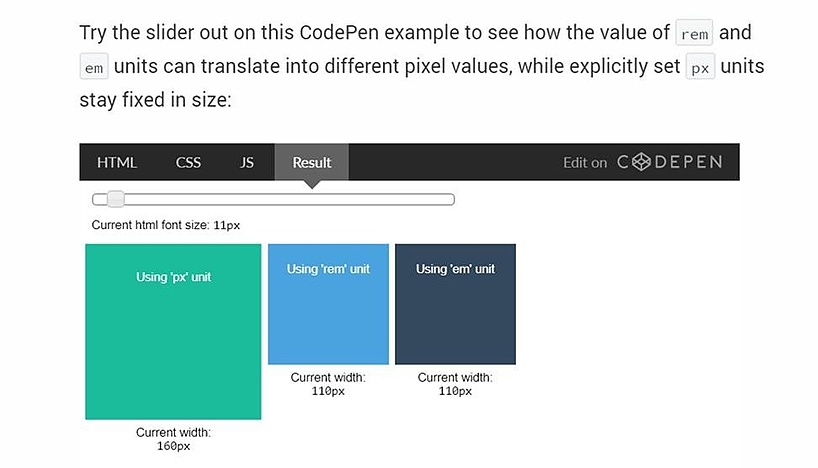 Try the slider out on this CodePen example to see how the value of rem and
em units can translate into different pixel values, while explicitly set px units
stay fixed in size:
HTML CSS JS Result Edit on CODEPEN
Current html font size: 11px
Using 'px' unit
Using 'rem' unit
Using 'em' unit
Current width:
110px
Current width:
110px
Current width:
160px